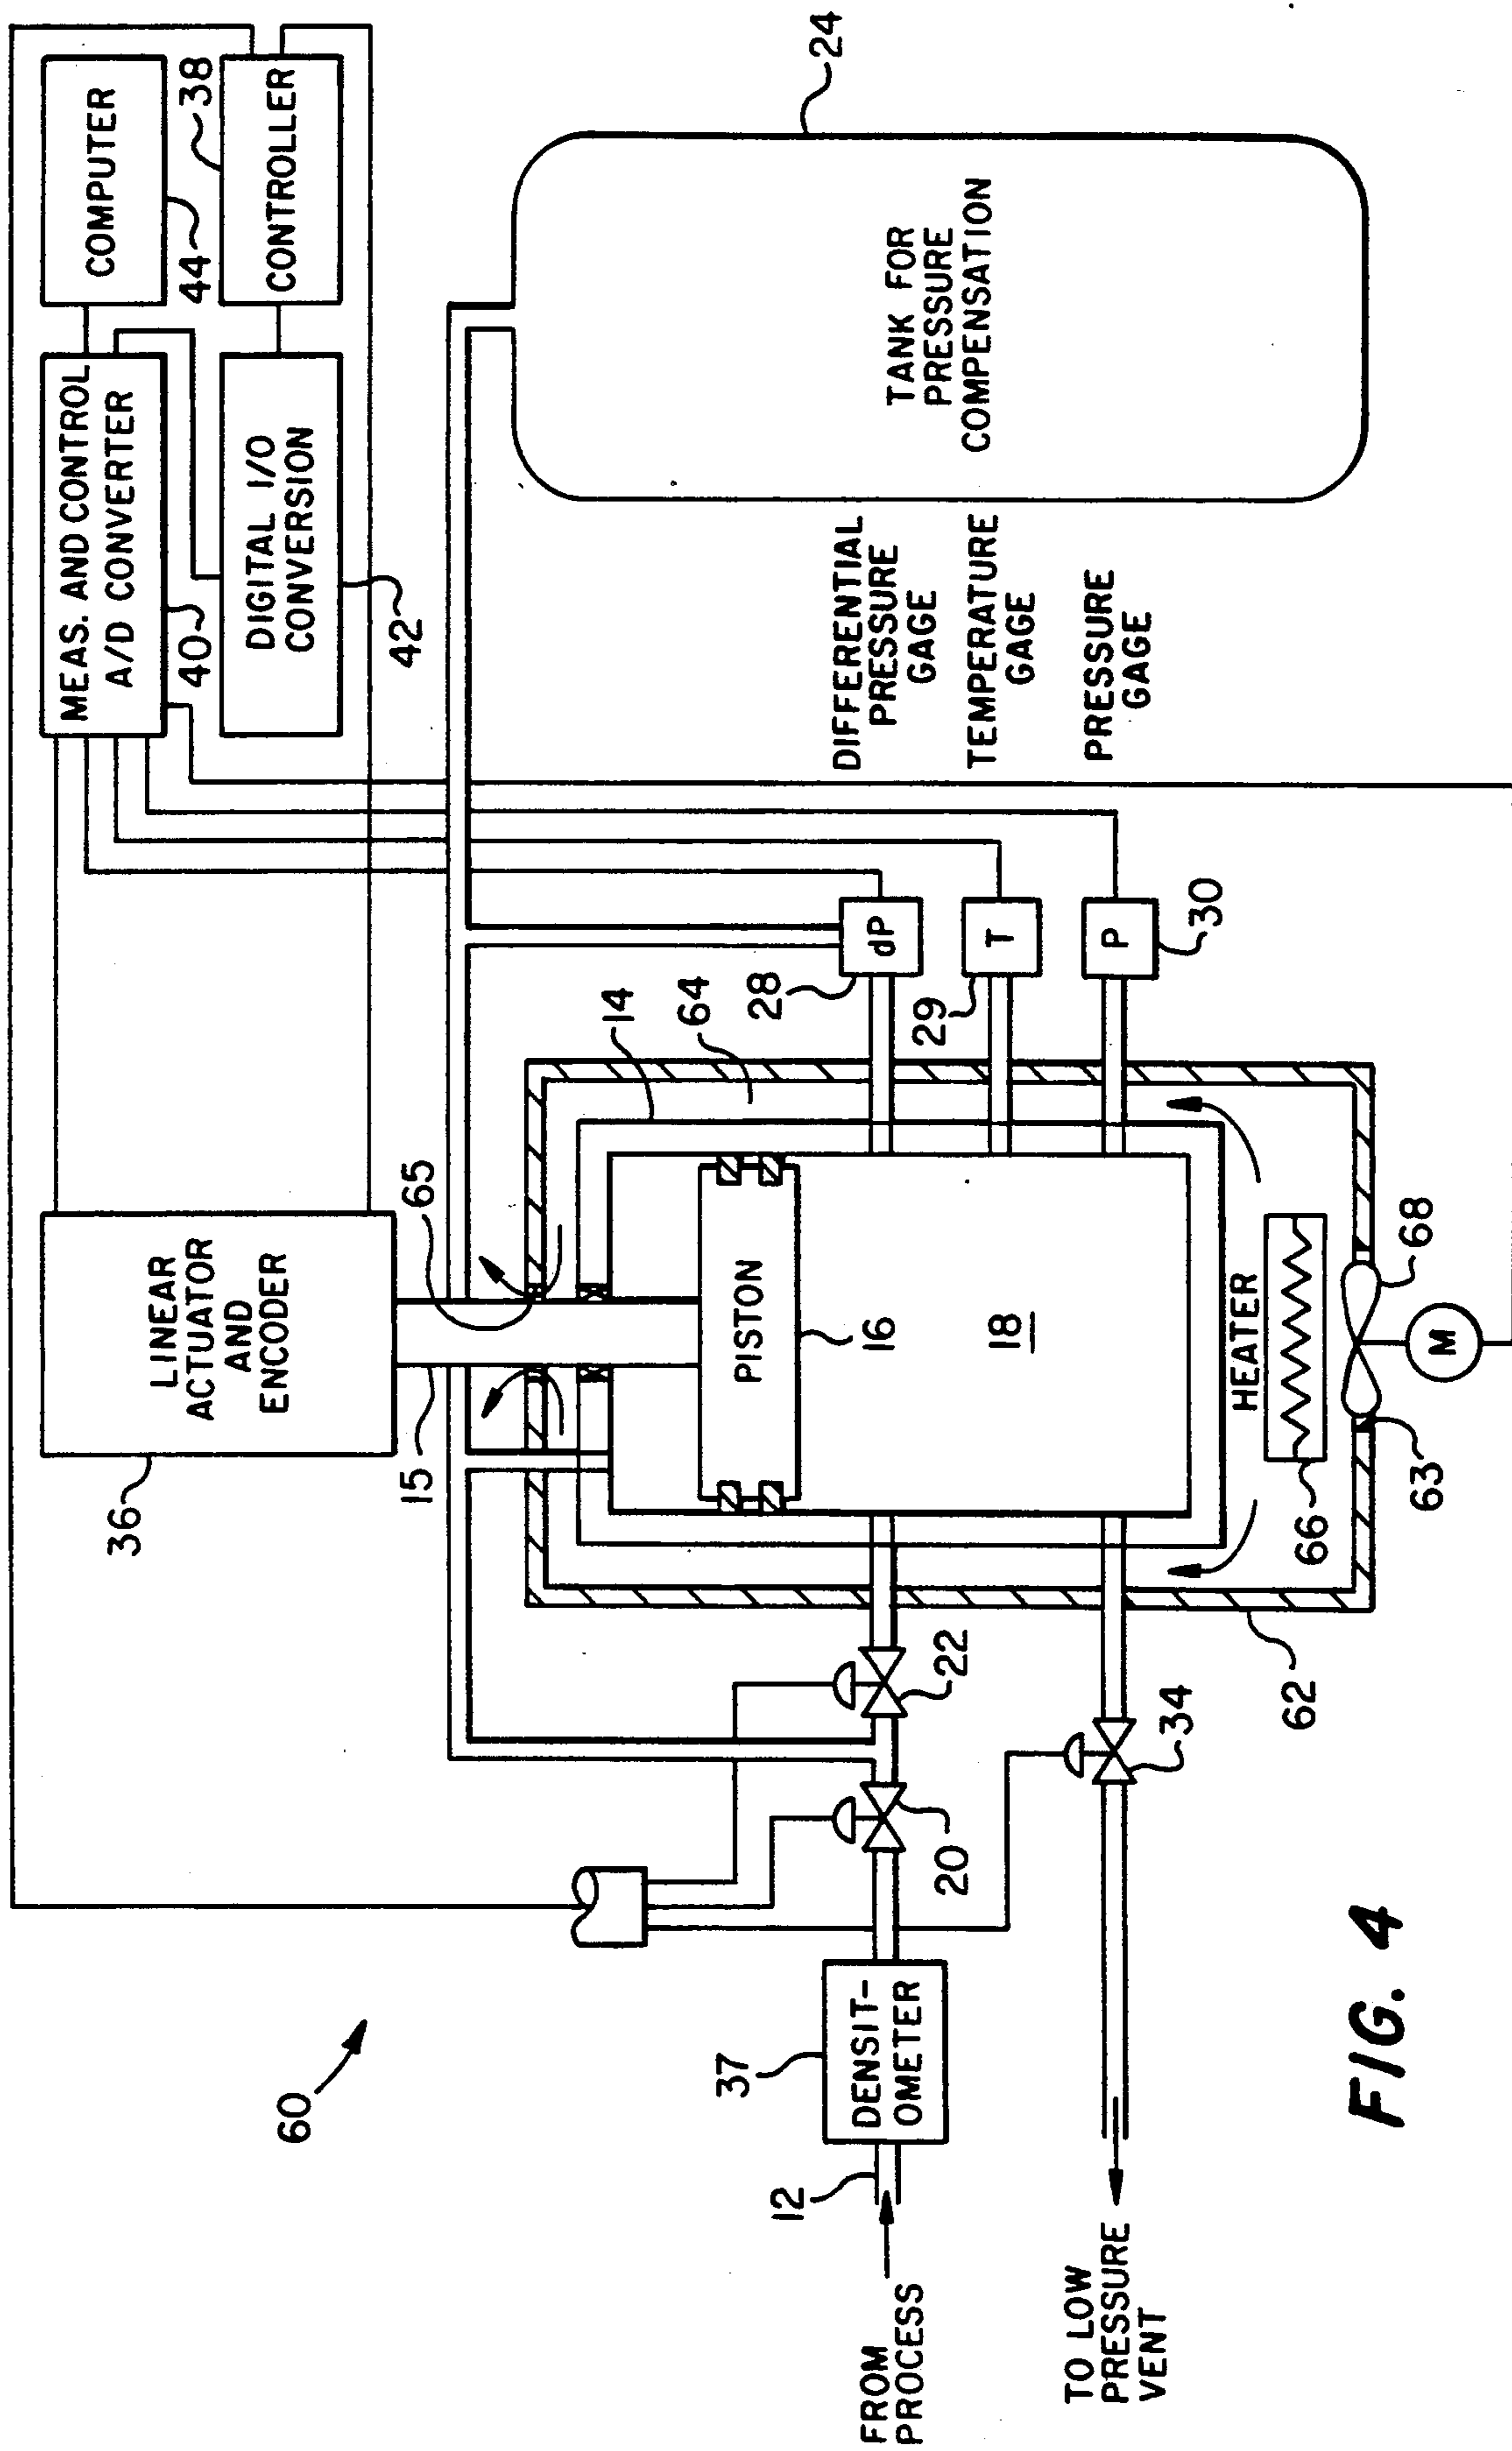 60
36
LINEAR
ACTUATOR
AND
ENCODER
MEAS. AND CONTROL
A/D CONVERTER
40
COMPUTER
44
38
DIGITAL I/O
CONVERSION
42
CONTROLLER
15
65
14
64
28
29
30
dP
T
P
DIFFERENTIAL
PRESSURE
GAGE
TEMPERATURE
GAGE
PRESSURE
GAGE
TANK FOR
PRESSURE
COMPENSATION
24
PISTON
16
18
HEATER
66
63
68
M
62
22
20
34
37
DENSIT-
OMETER
12
FROM
PROCESS
TO LOW
PRESSURE
VENT
FIG. 4